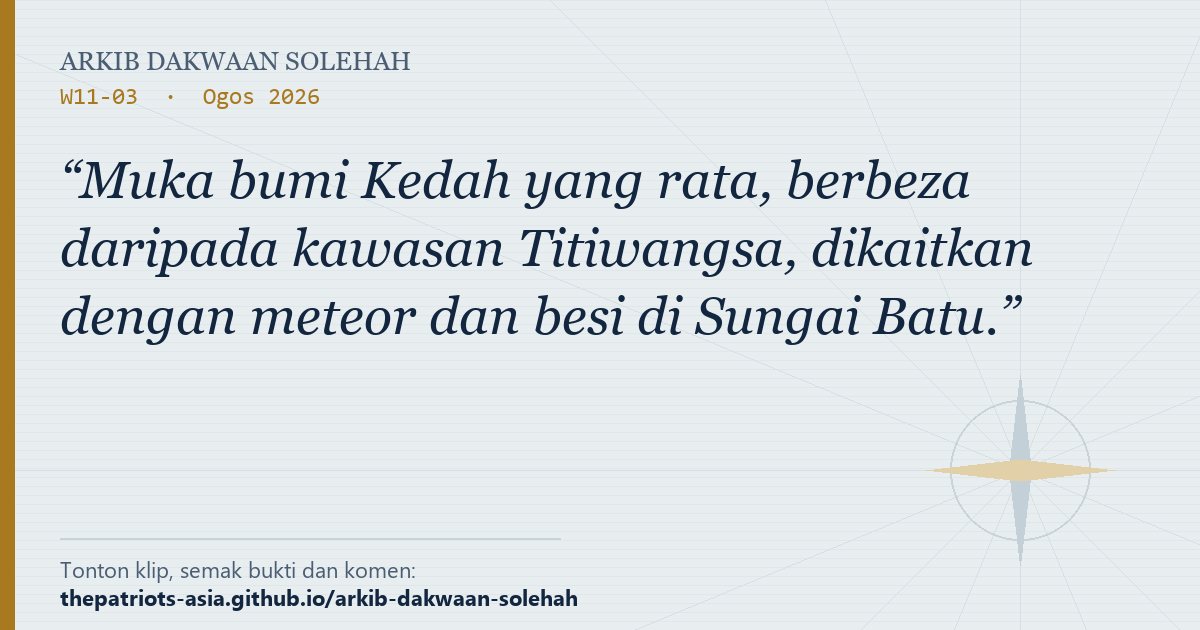 ARKIB DAKWAAN SOLEHAH
W11-03 · Ogos 2026
“Muka bumi Kedah yang rata, berbeza
daripada kawasan Titiwangsa, dikaitkan
dengan meteor dan besi di Sungai Batu.”
Tonton klip, semak bukti dan komen:
thepatriots-asia.github.io/arkib-dakwaan-solehah